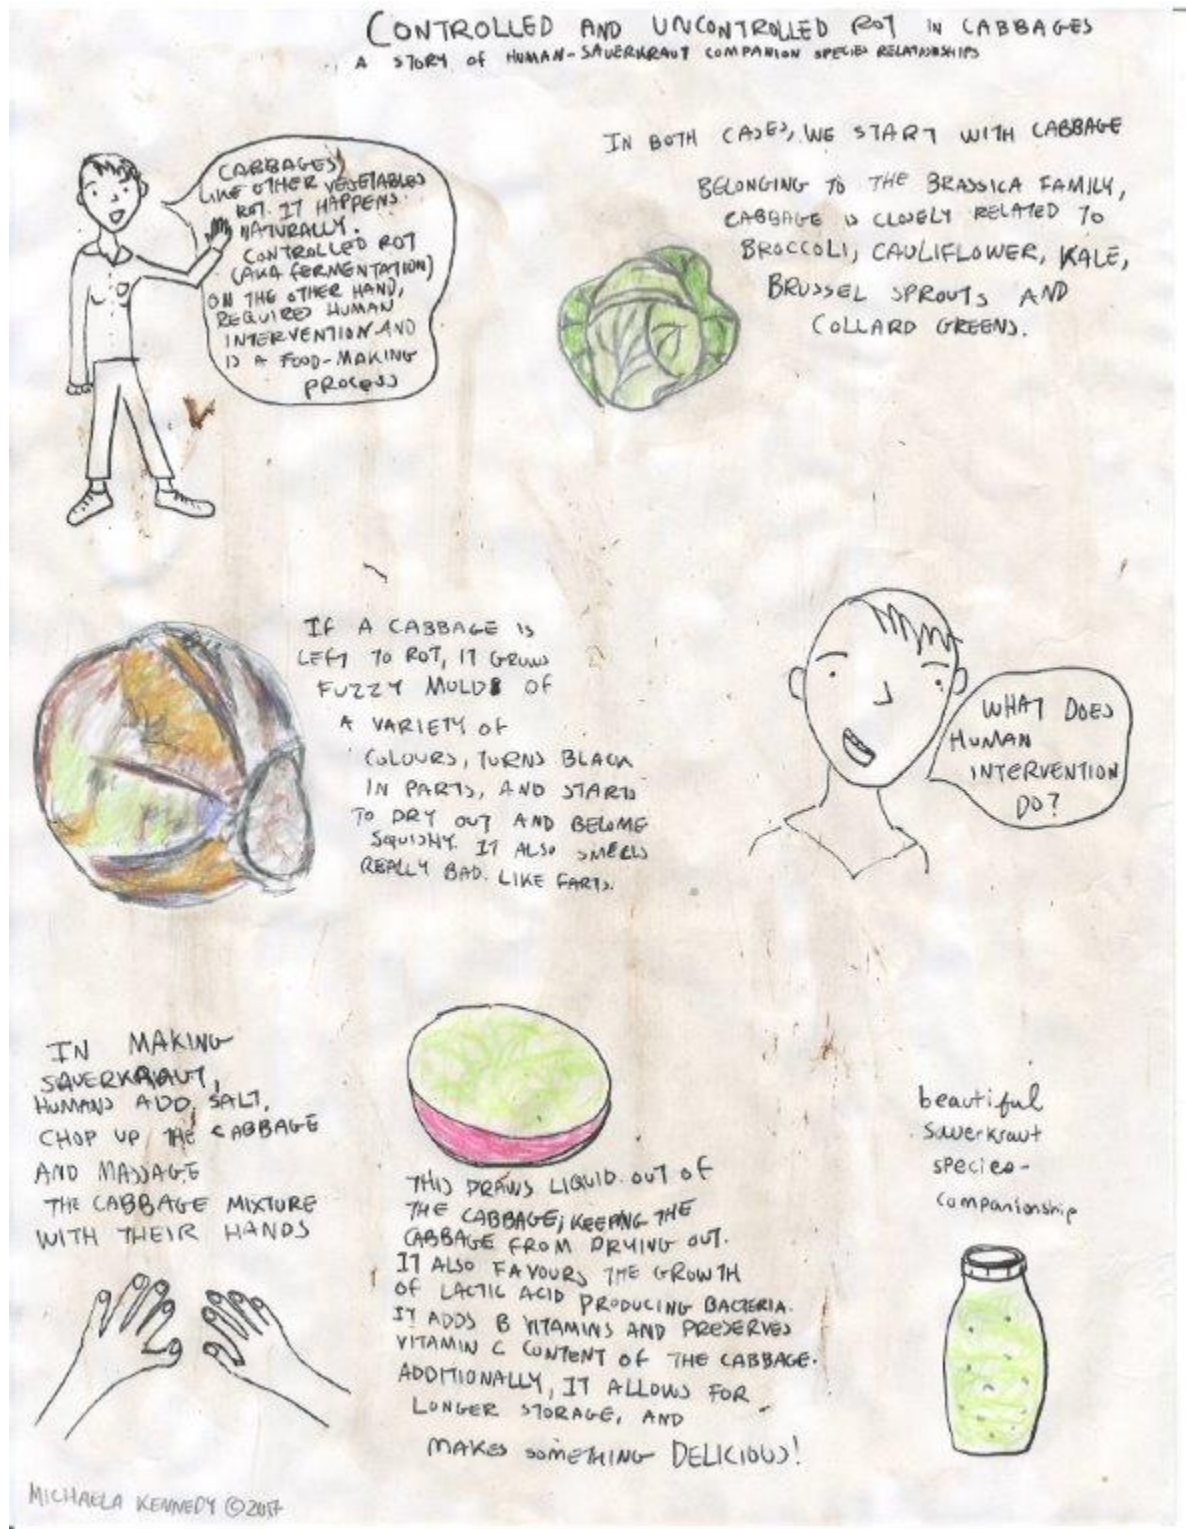 CONTROLLED AND UNCONTROLLED ROT IN CABBAGES
A STORY OF HUMAN-SAUERKRAUT COMPANION SPECIES RELATIONSHIPS
CABBAGES,
LIKE OTHER VEGETABLES
ROT. IT HAPPENS
NATURALLY.
CONTROLLED ROT
(AKA FERMENTATION)
ON THE OTHER HAND,
REQUIRES HUMAN
INTERVENTION AND
IS A FOOD-MAKING
PROCESS
IN BOTH CASES, WE START WITH CABBAGE
BELONGING TO THE BRASSICA FAMILY,
CABBAGE IS CLOSELY RELATED TO
BROCCOLI, CAULIFLOWER, KALE,
BRUSSEL SPROUTS AND
COLLARD GREENS.
IF A CABBAGE IS
LEFT TO ROT, IT GROWS
FUZZY MOLDS OF
A VARIETY OF
COLOURS, TURNS BLACK
IN PARTS, AND STARTS
TO DRY OUT AND BECOME
SQUISHY. IT ALSO SMELLS
REALLY BAD. LIKE FARTS.
WHAT DOES
HUMAN
INTERVENTION
DO?
IN MAKING
SAUERKRAUT,
HUMANS ADD SALT,
CHOP UP THE CABBAGE
AND MASSAGE
THE CABBAGE MIXTURE
WITH THEIR HANDS
THIS DRAWS LIQUID OUT OF
THE CABBAGE, KEEPING THE
CABBAGE FROM DRYING OUT.
IT ALSO FAVOURS THE GROWTH
OF LACTIC ACID PRODUCING BACTERIA.
IT ADDS B VITAMINS AND PRESERVES
VITAMIN C CONTENT OF THE CABBAGE.
ADDITIONALLY, IT ALLOWS FOR
LONGER STORAGE, AND
MAKES SOMETHING DELICIOUS!
beautiful
sauerkraut
species-
companionship
MICHAELA KENNEDY ©2017